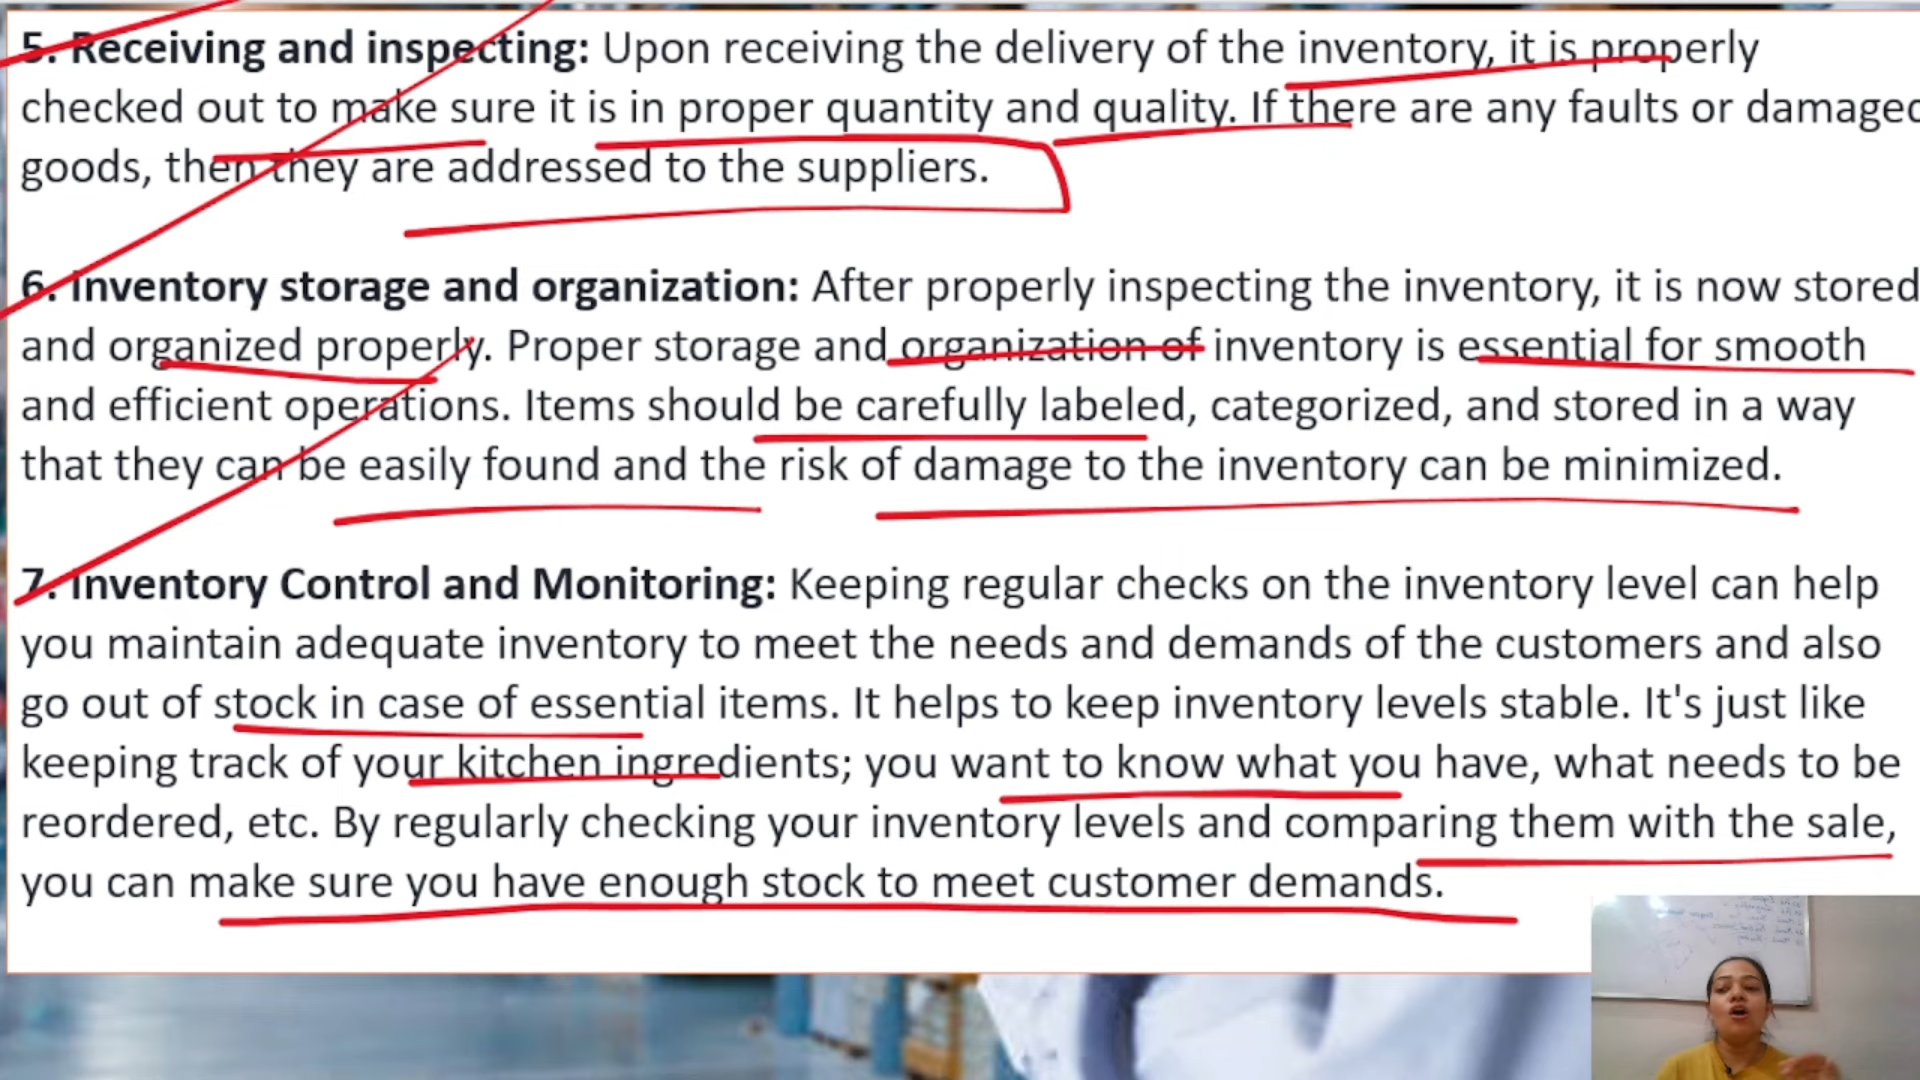 5. Receiving and inspecting: Upon receiving the delivery of the inventory, it is properly
checked out to make sure it is in proper quantity and quality. If there are any faults or damaged
goods, then they are addressed to the suppliers.
6. Inventory storage and organization: After properly inspecting the inventory, it is now stored
and organized properly. Proper storage and organization of inventory is essential for smooth
and efficient operations. Items should be carefully labeled, categorized, and stored in a way
that they can be easily found and the risk of damage to the inventory can be minimized.
7. Inventory Control and Monitoring: Keeping regular checks on the inventory level can help
you maintain adequate inventory to meet the needs and demands of the customers and also
go out of stock in case of essential items. It helps to keep inventory levels stable. It's just like
keeping track of your kitchen ingredients; you want to know what you have, what needs to be
reordered, etc. By regularly checking your inventory levels and comparing them with the sale,
you can make sure you have enough stock to meet customer demands.